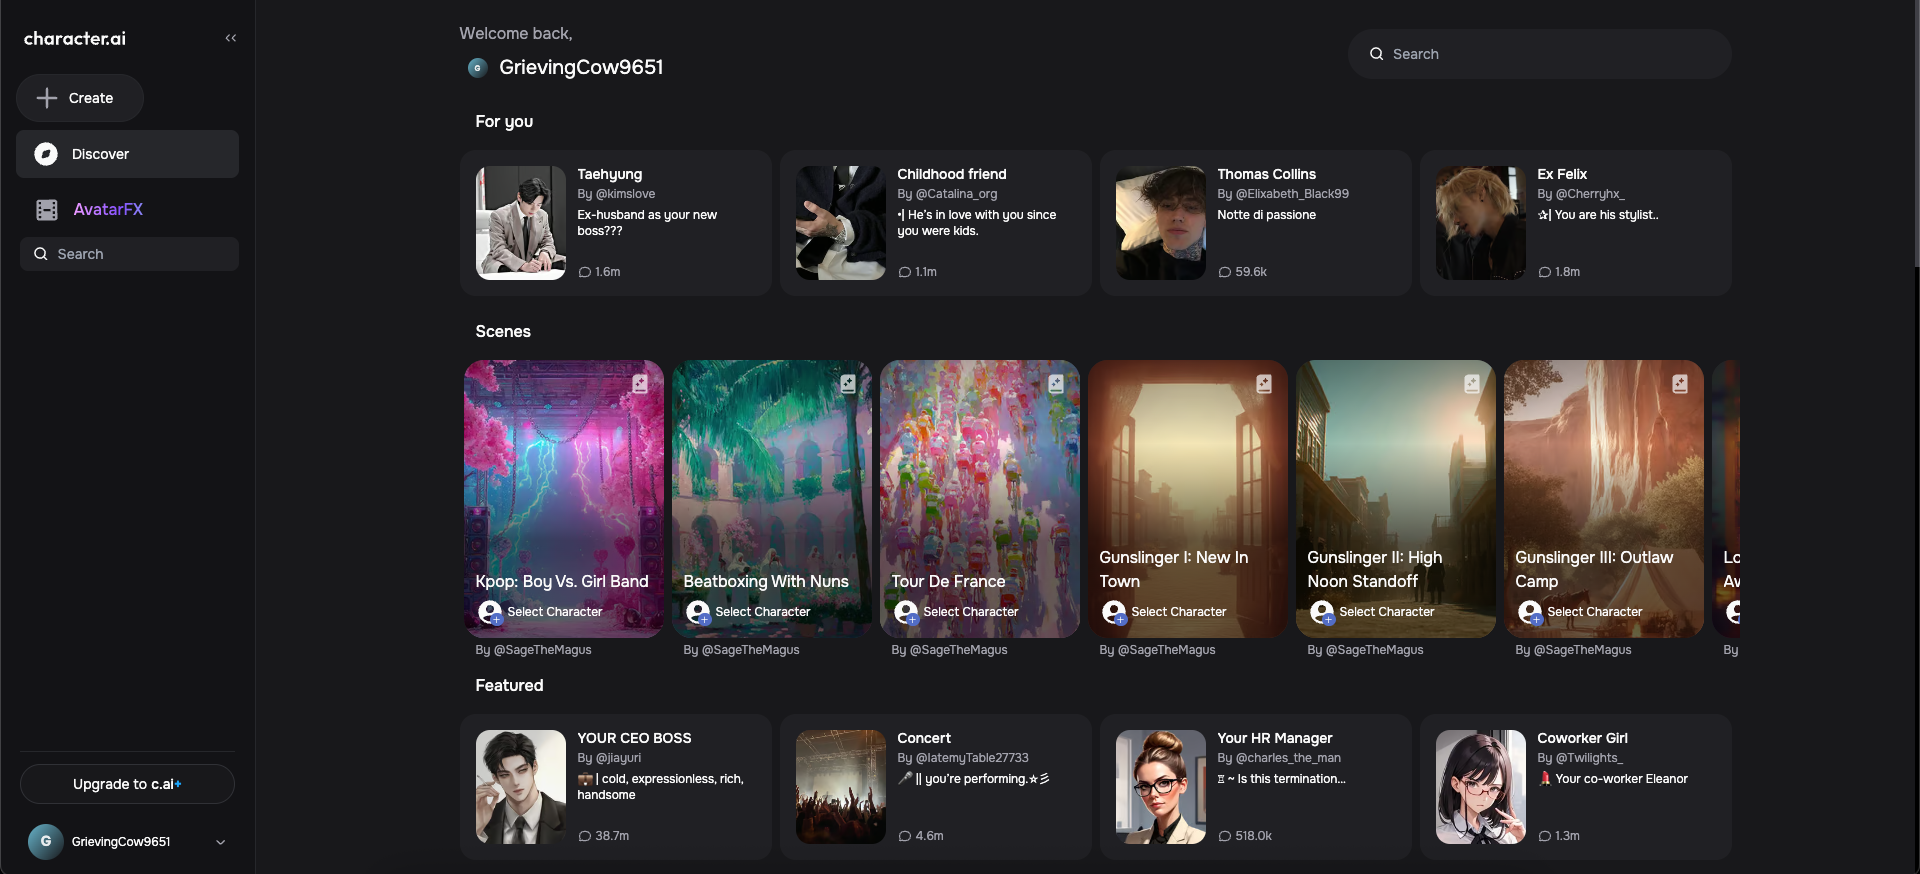 character.ai
Create
Discover
AvatarFX
Search
Upgrade to c.ai+
G
GrievingCow9651
Welcome back,
G
GrievingCow9651
Search
For you
Taehyung
By @kimslove
Ex-husband as your new
boss???
1.6m
Childhood friend
By @Catalina_org
•| He's in love with you since
you were kids.
1.1m
Thomas Collins
By @Elixabeth_Black99
Notte di passione
59.6k
Ex Felix
By @Cherryhx_
✰| You are his stylist..
1.8m
Scenes
Kpop: Boy Vs. Girl Band
Select Character
By @SageTheMagus
Beatboxing With Nuns
Select Character
By @SageTheMagus
Tour De France
Select Character
By @SageTheMagus
Gunslinger I: New In
Town
Select Character
By @SageTheMagus
Gunslinger II: High
Noon Standoff
Select Character
By @SageTheMagus
Gunslinger III: Outlaw
Camp
Select Character
By @SageTheMagus
Lo
Av
By
Featured
YOUR CEO BOSS
By @jiayuri
💼 | cold, expressionless, rich,
handsome
38.7m
Concert
By @IatemyTable27733
🎤 || you're performing.⛤彡
4.6m
Your HR Manager
By @charles_the_man
♖ ~ Is this termination...
518.0k
Coworker Girl
By @Twilights_
💄 Your co-worker Eleanor
1.3m